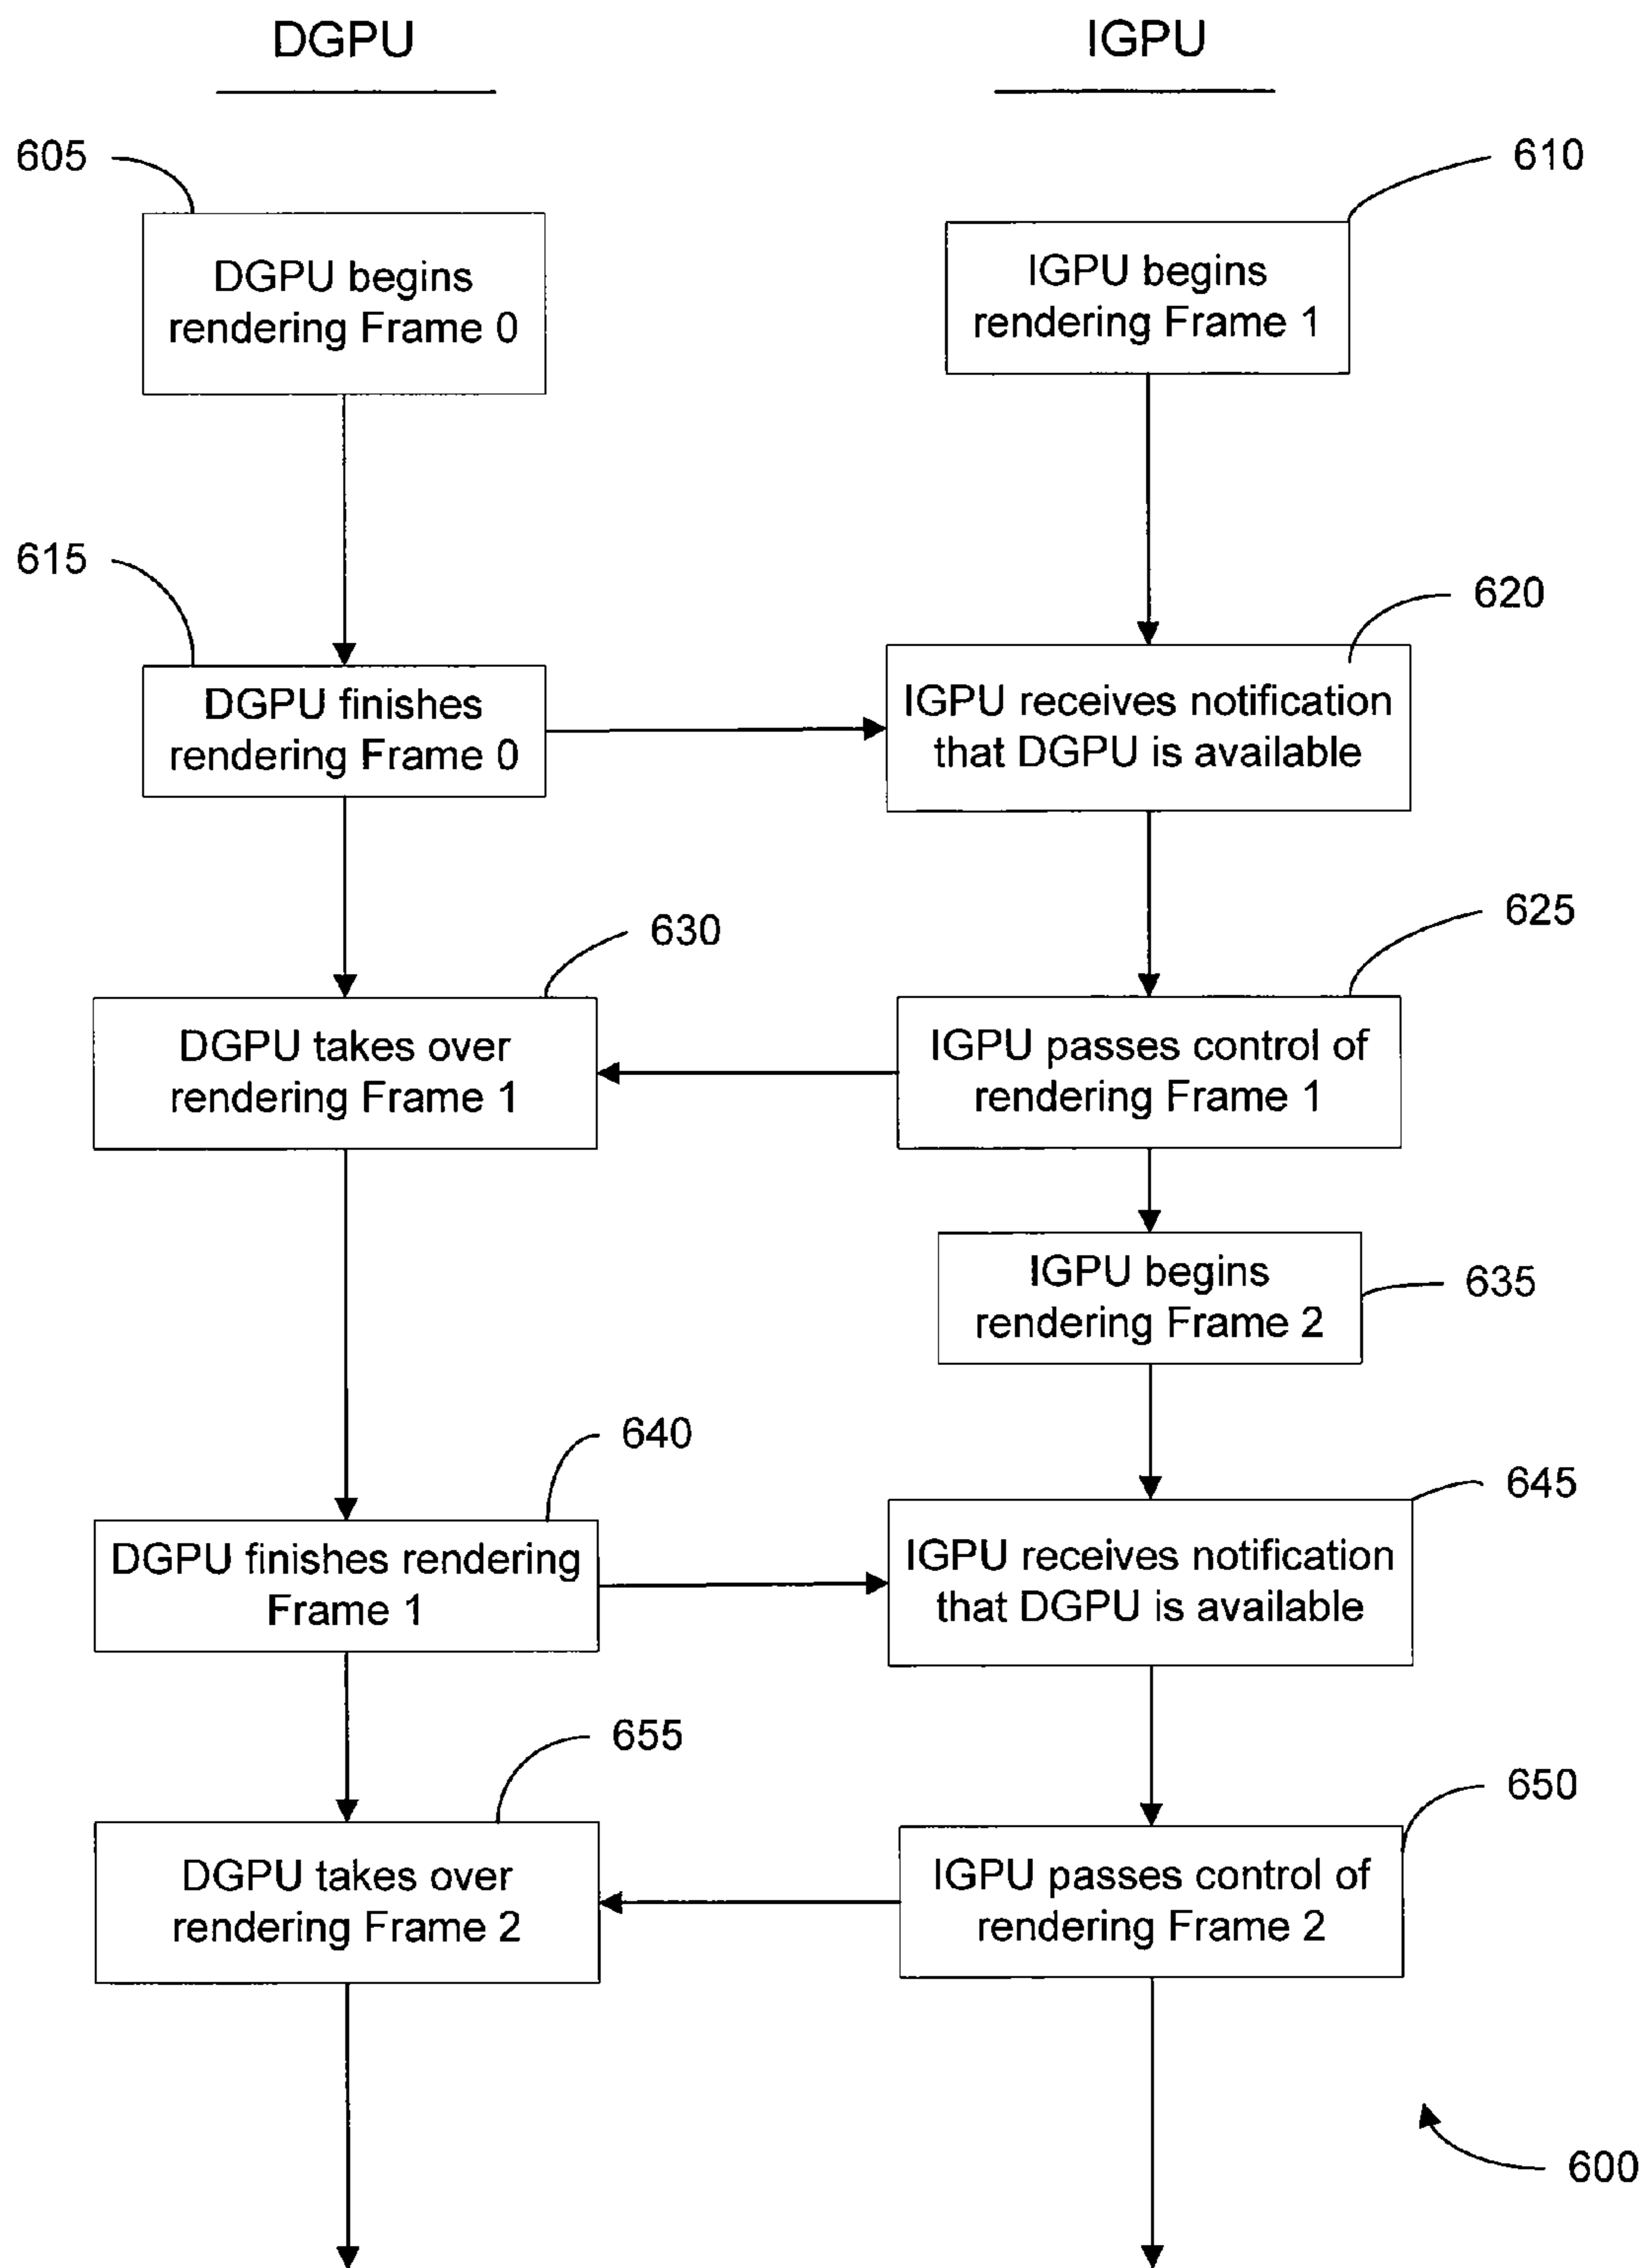 DGPU
IGPU
605
610
DGPU begins
rendering Frame 0
IGPU begins
rendering Frame 1
615
620
DGPU finishes
rendering Frame 0
IGPU receives notification
that DGPU is available
630
625
DGPU takes over
rendering Frame 1
IGPU passes control of
rendering Frame 1
IGPU begins
rendering Frame 2
635
640
645
DGPU finishes rendering
Frame 1
IGPU receives notification
that DGPU is available
655
650
DGPU takes over
rendering Frame 2
IGPU passes control of
rendering Frame 2
600